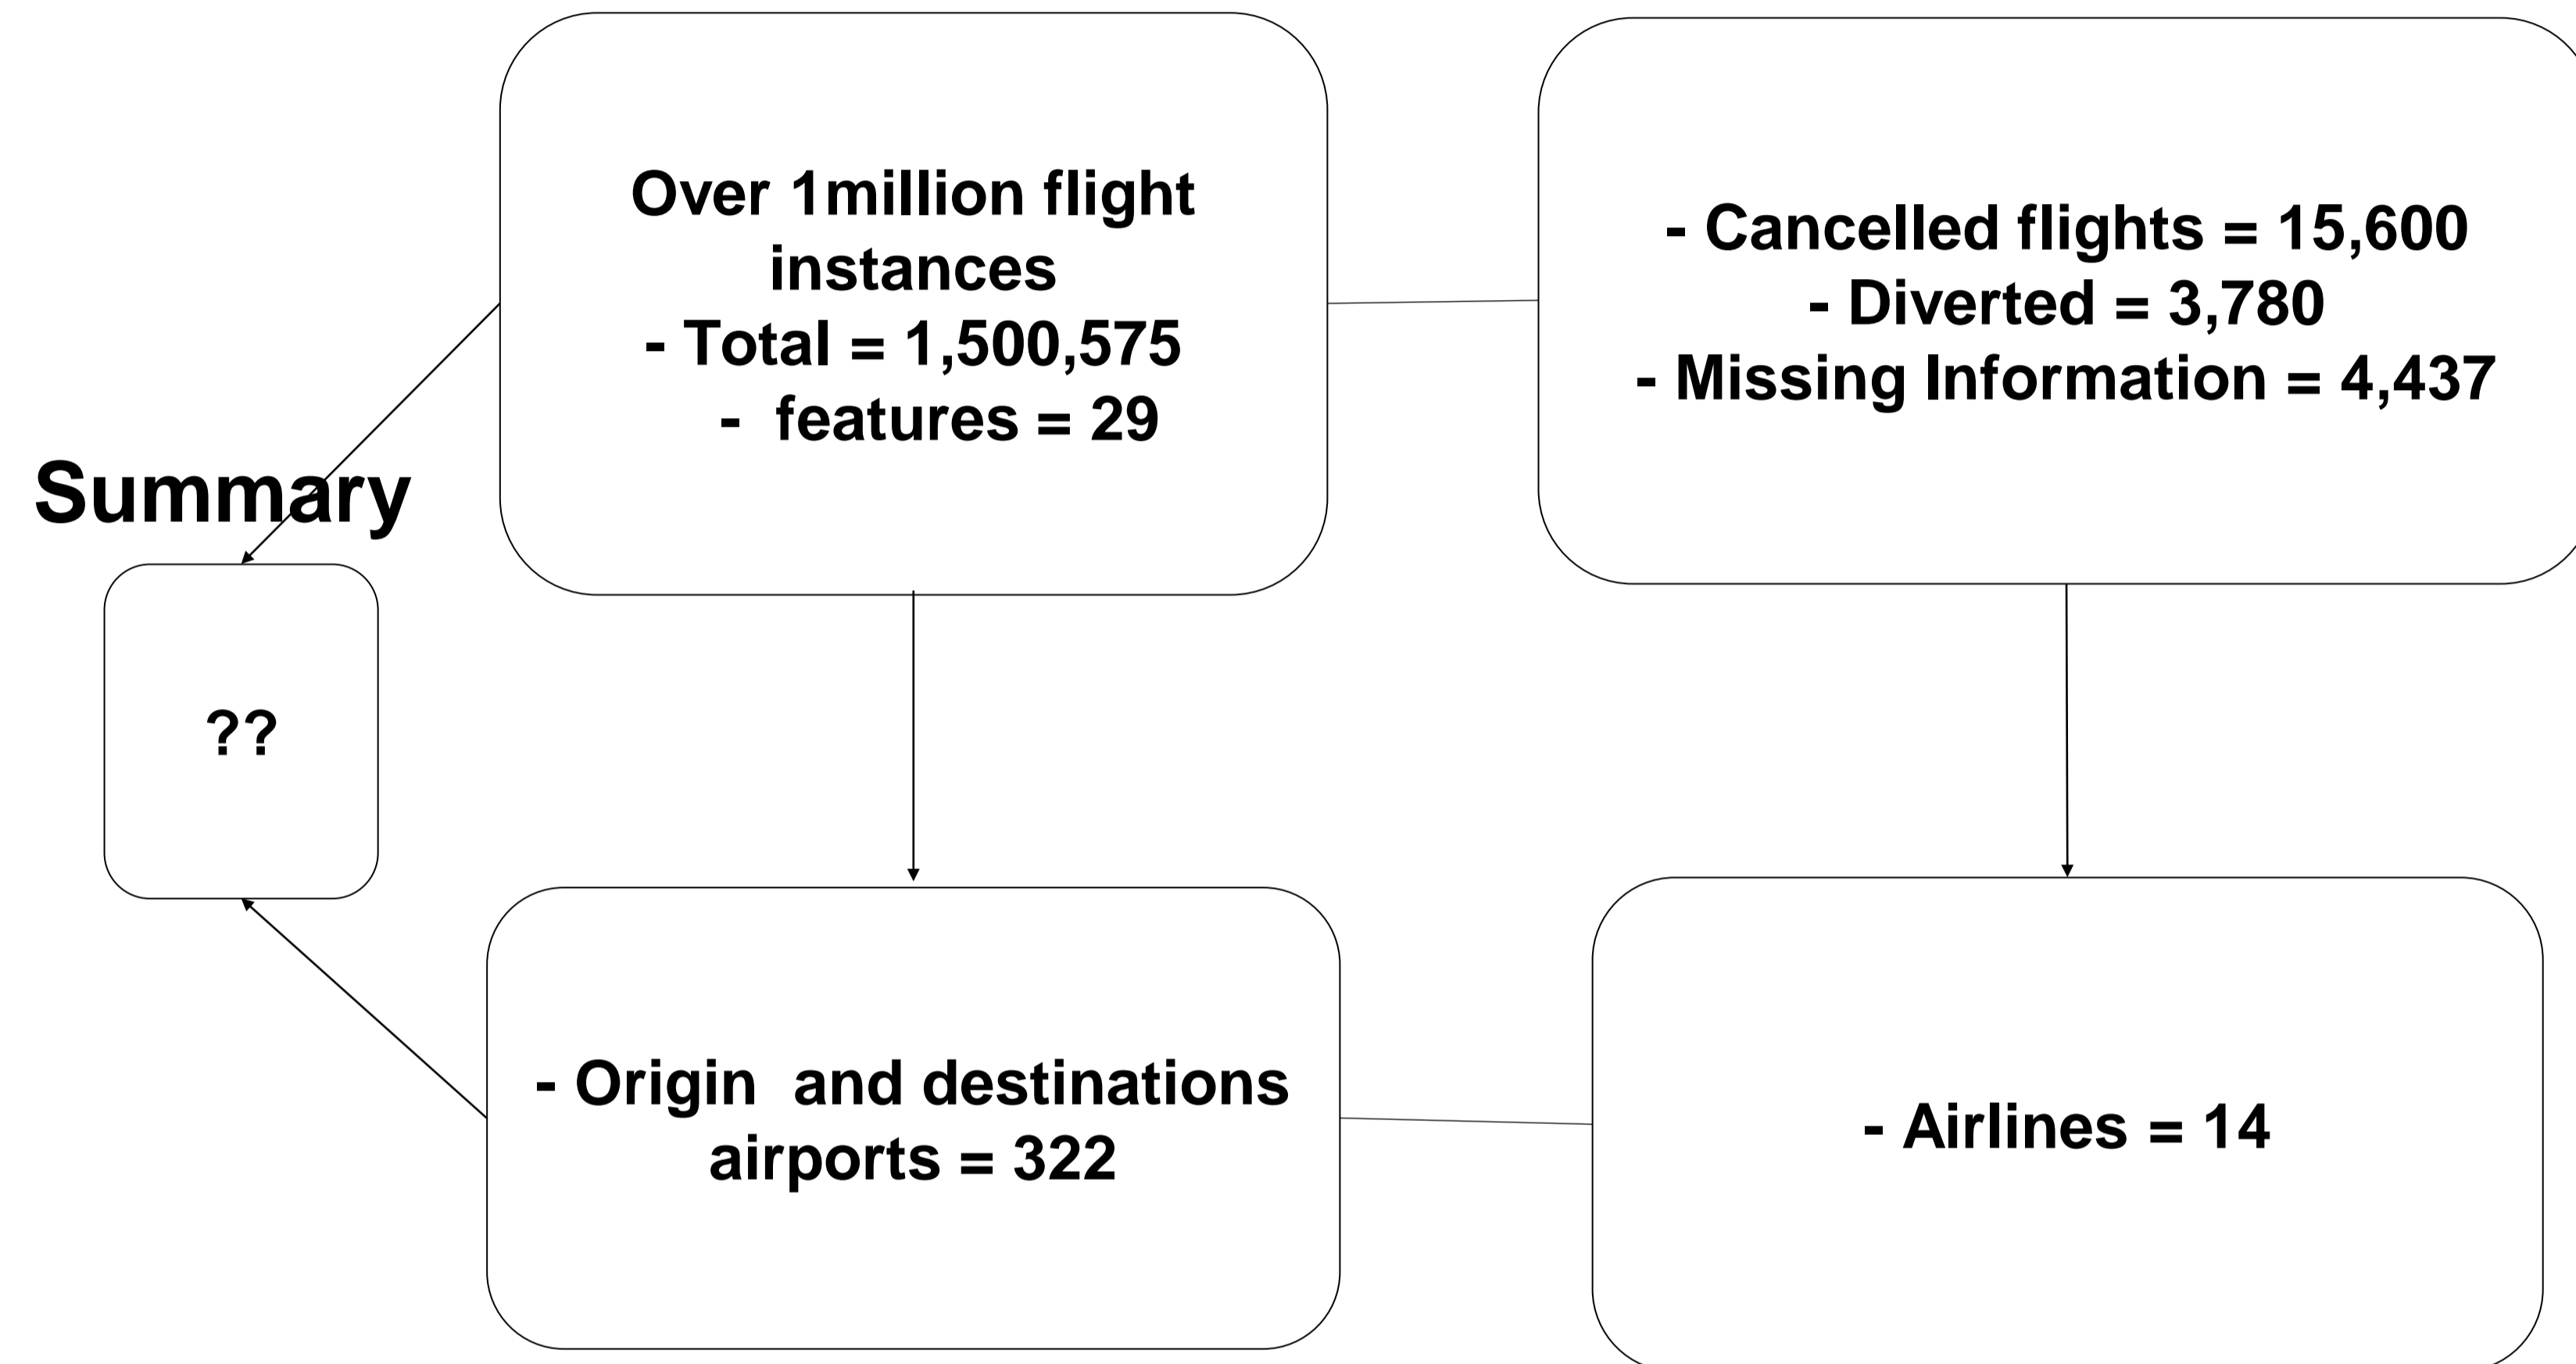 Over 1million flight
instances
- Total = 1,500,575
- features = 29
- Cancelled flights = 15,600
- Diverted = 3,780
- Missing Information = 4,437
Summary
??
- Origin  and destinations
airports = 322
- Airlines = 14